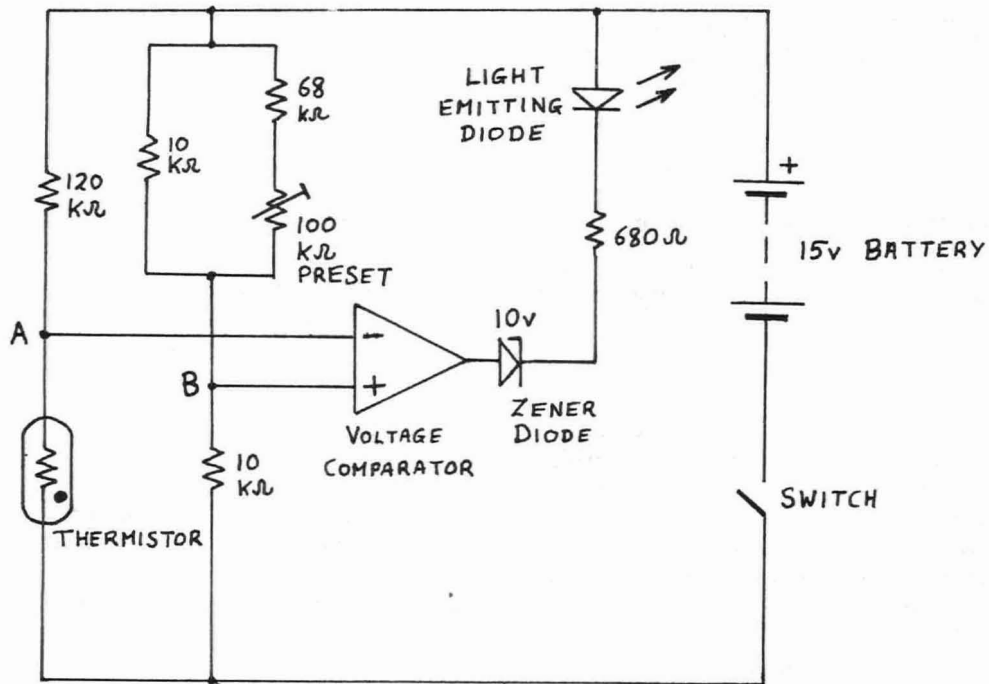 LIGHT
EMITTING
DIODE
68
kΩ
10
kΩ
120
kΩ
100
kΩ
PRESET
680Ω
+
15v BATTERY
A
B
−
+
10v
ZENER
DIODE
VOLTAGE
COMPARATOR
10
kΩ
SWITCH
THERMISTOR